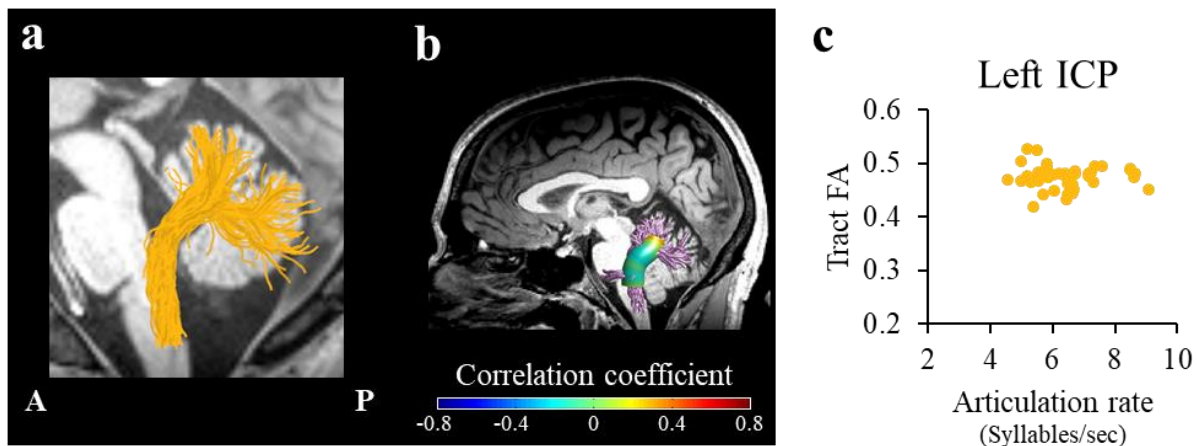 a
A P
b
Correlation coefficient
-0.8 -0.4 0 0.4 0.8
c
Left ICP
Tract FA
0.6
0.5
0.4
0.3
0.2
2 4 6 8 10
Articulation rate
(Syllables/sec)